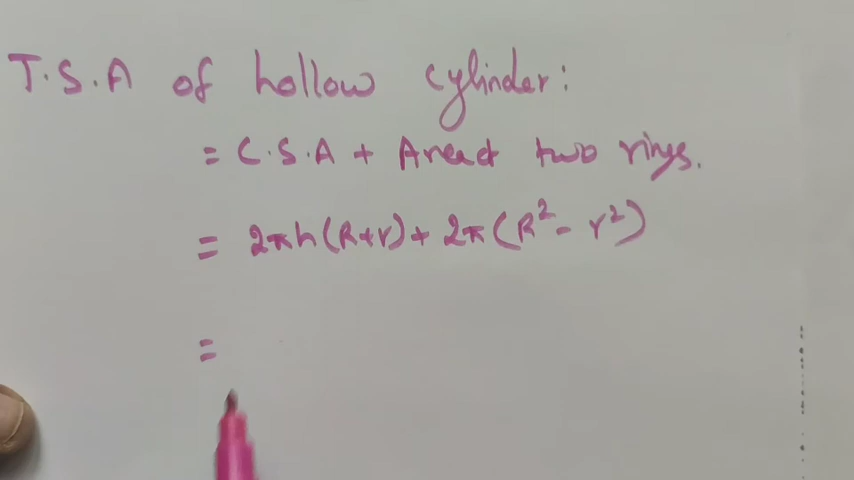 T.S.A of hollow cylinder:
= C.S.A + Area of two rings.
= 2πh(R+r) + 2π(R² - r²)
=